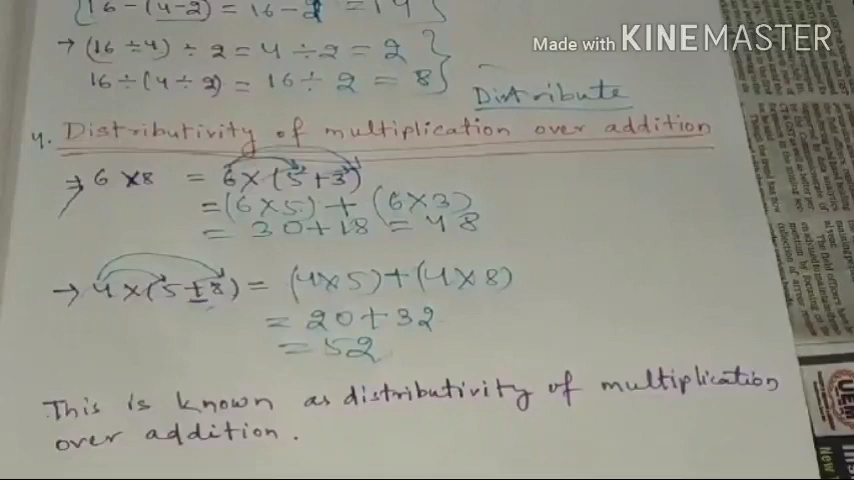 16 - (4-2) = 16 - 2 = 14
Made with KINEMASTER
→ (16 ÷ 4) ÷ 2 = 4 ÷ 2 = 2
16 ÷ (4 ÷ 2) = 16 ÷ 2 = 8
Distribute
4. Distributivity of multiplication over addition
⇒ 6 × 8 = 6 × (5 + 3)
= (6 × 5) + (6 × 3)
= 30 + 18 = 48
→ 4 × (5 + 8) = (4 × 5) + (4 × 8)
= 20 + 32
= 52
This is known as distributivity of multiplication
over addition.
UEM
New